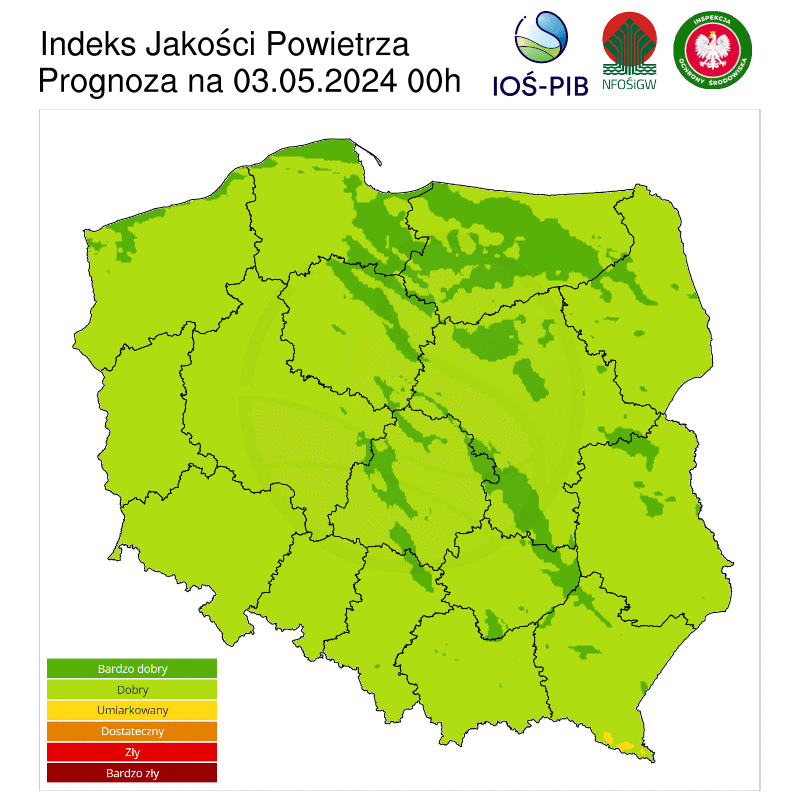 Indeks Jakości Powietrza
Prognoza na 03.05.2024 00h
IOŚ-PIB
NFOŚiGW
INSPEKCJA
OCHRONY ŚRODOWISKA
Bardzo dobry
Dobry
Umiarkowany
Dostateczny
Zły
Bardzo zły